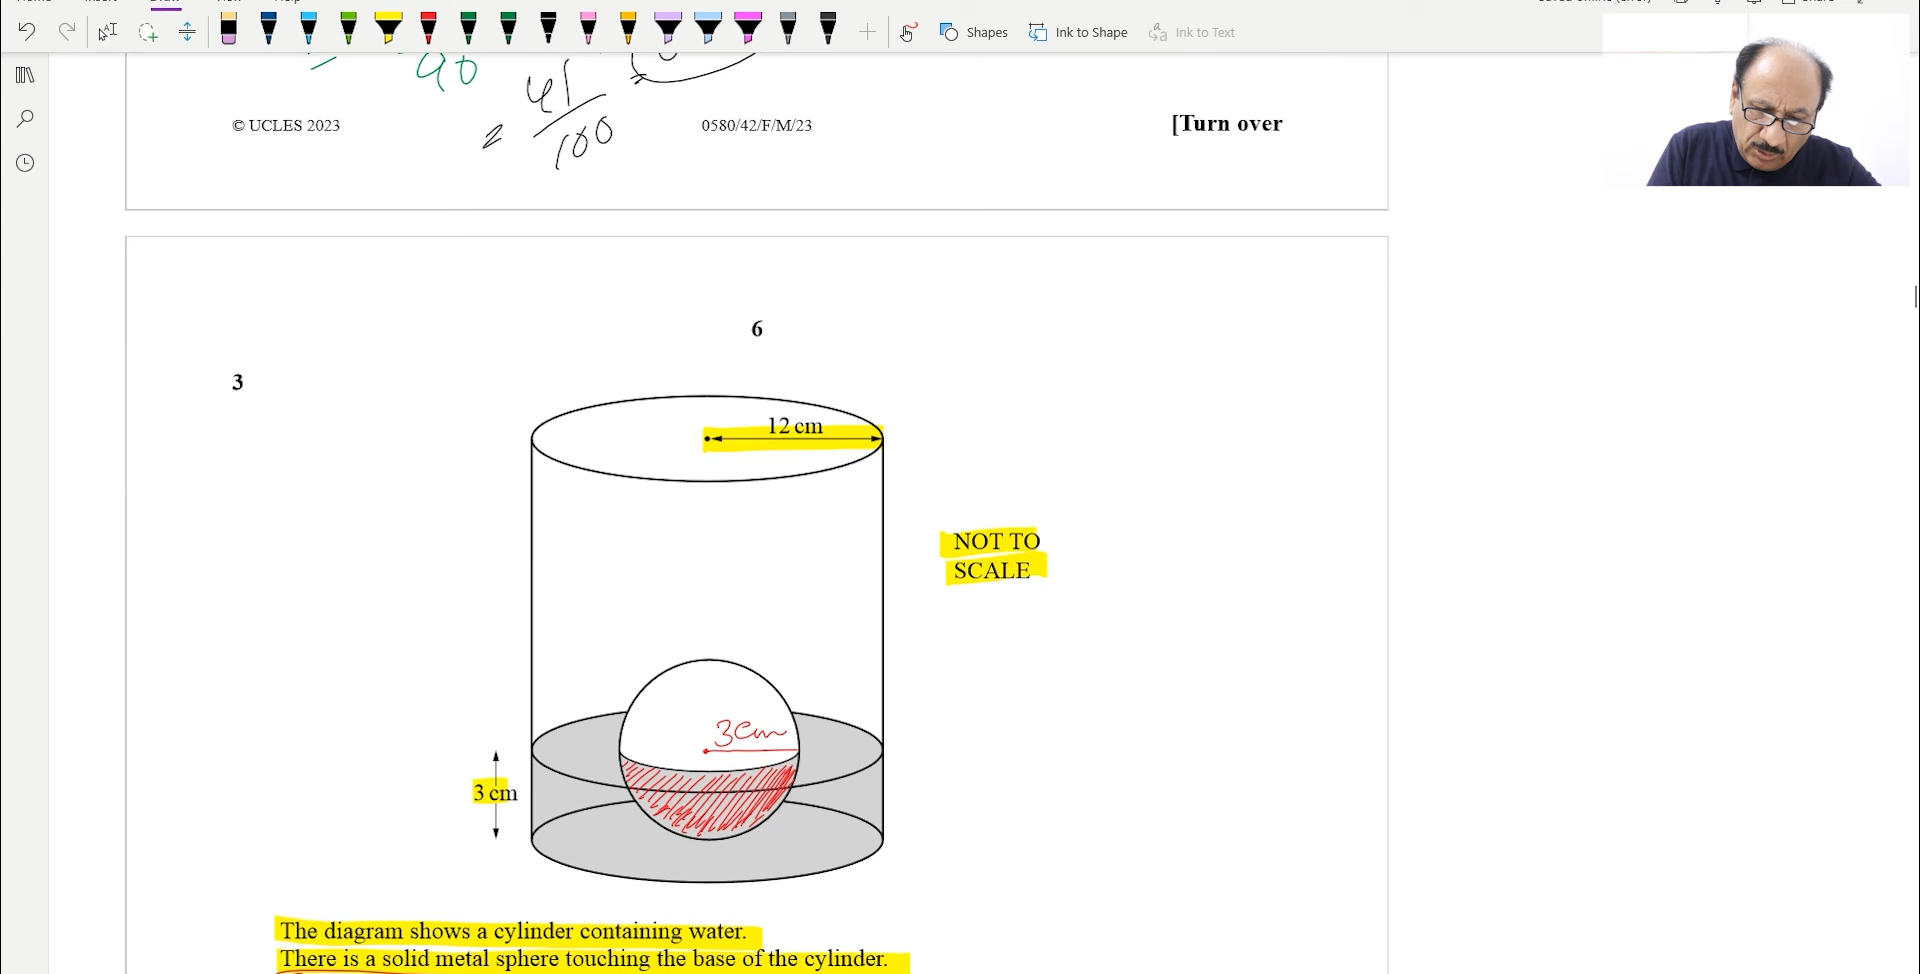 Shapes
Ink to Shape
Ink to Text
90
41
100
© UCLES 2023
0580/42/F/M/23
[Turn over
6
3
12 cm
NOT TO
SCALE
3cm
3 cm
The diagram shows a cylinder containing water.
There is a solid metal sphere touching the base of the cylinder.